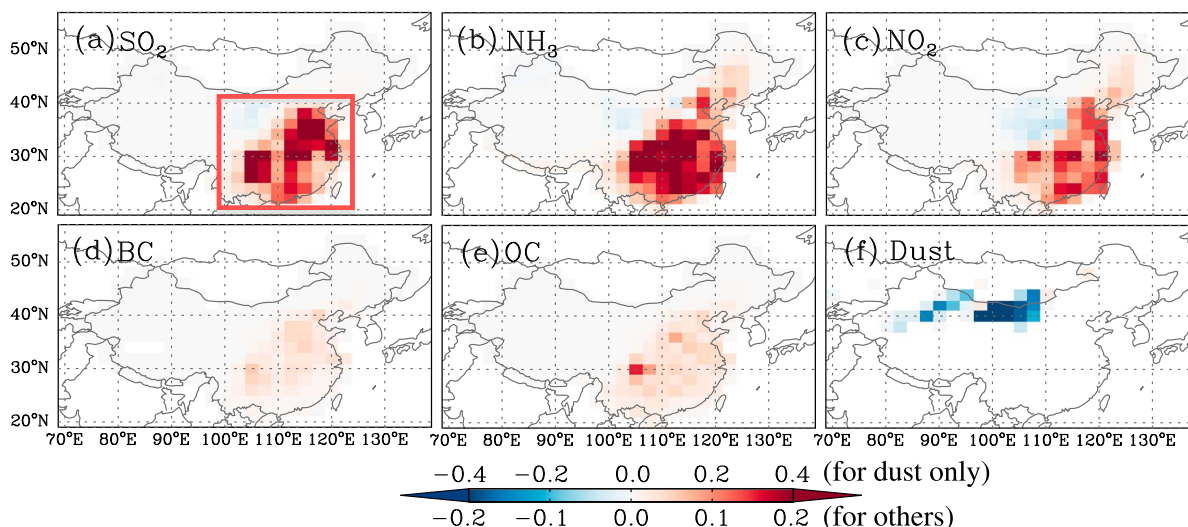 (a) SO₂ (b) NH₃ (c) NO₂
50°N
40°N
30°N
20°N
(d) BC (e) OC (f) Dust
50°N
40°N
30°N
20°N
70°E 80°E 90°E 100°E 110°E 120°E 130°E 70°E 80°E 90°E 100°E 110°E 120°E 130°E 70°E 80°E 90°E 100°E 110°E 120°E 130°E
−0.4 −0.2 0.0 0.2 0.4 (for dust only)
−0.2 −0.1 0.0 0.1 0.2 (for others)